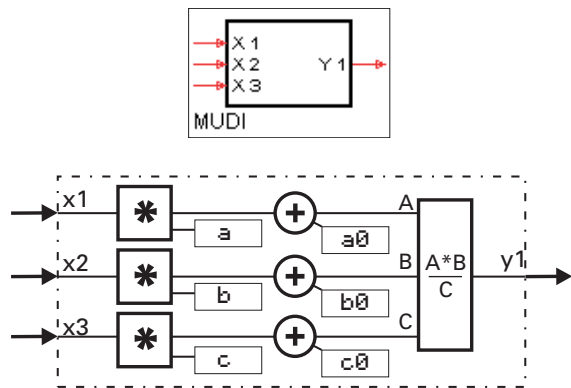 X1
X2 Y1
X3
MUDI
x1 * + A
a a0
x2 * + B A*B y1
b b0 C
x3 * + C
c c0